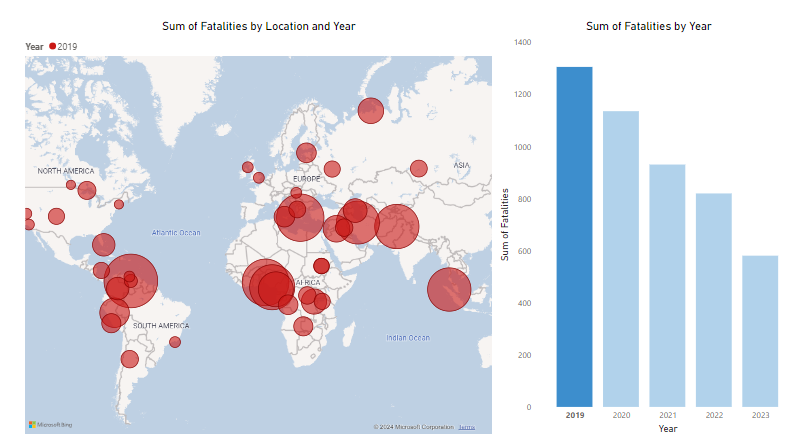 Sum of Fatalities by Location and Year
Year 2019
NORTH AMERICA
EUROPE
ASIA
Atlantic Ocean
AFRICA
SOUTH AMERICA
Indian Ocean
Microsoft Bing
© 2024 Microsoft Corporation Terms
Sum of Fatalities by Year
Sum of Fatalities
1400
1200
1000
800
600
400
200
0
2019 2020 2021 2022 2023
Year